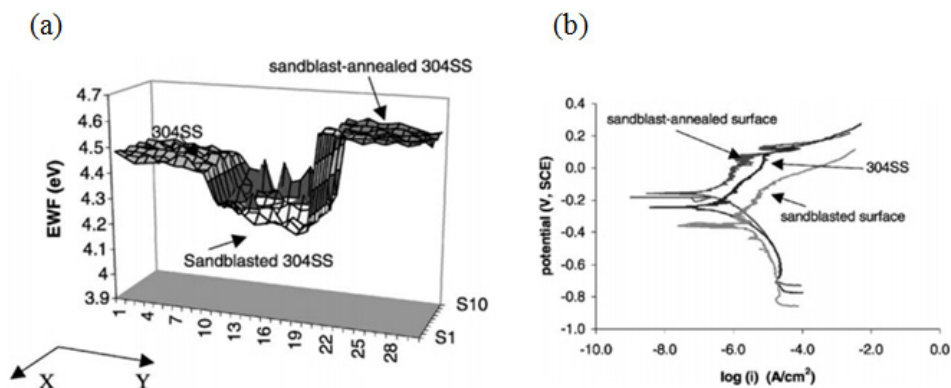 (a)
(b)
sandblast-annealed 304SS
304SS
Sandblasted 304SS
EWF (eV)
4.7
4.6
4.5
4.4
4.3
4.2
4.1
4
3.9
1
4
7
10
13
16
19
22
25
28
S10
S1
X
Y
0.4
0.2
0.0
-0.2
-0.4
-0.6
-0.8
-1.0
potential (V, SCE)
sandblast-annealed surface
304SS
sandblasted surface
-10.0
-8.0
-6.0
-4.0
-2.0
0.0
log (i) (A/cm²)